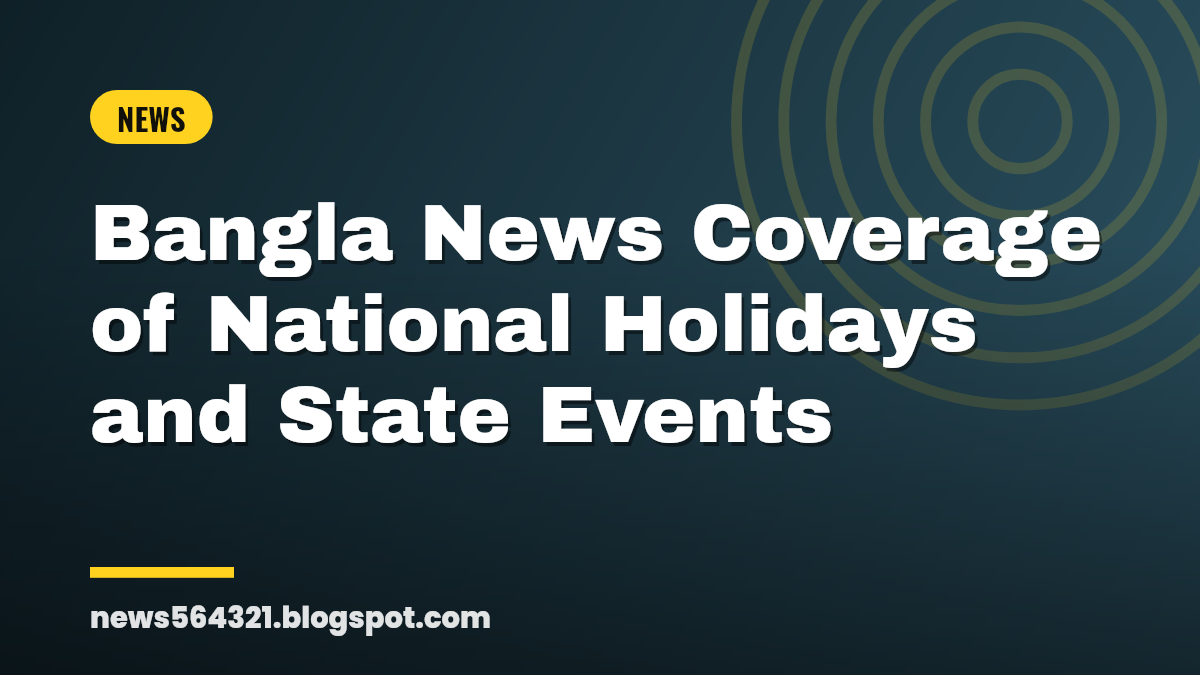 NEWS
Bangla News Coverage
of National Holidays
and State Events
news564321.blogspot.com